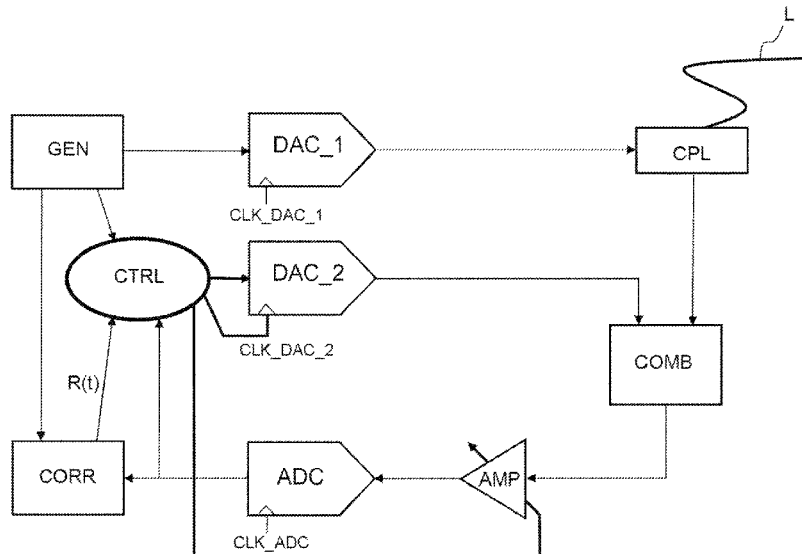 L
GEN
DAC_1
CPL
CLK_DAC_1
CTRL
DAC_2
CLK_DAC_2
COMB
R(t)
CORR
ADC
AMP
CLK_ADC